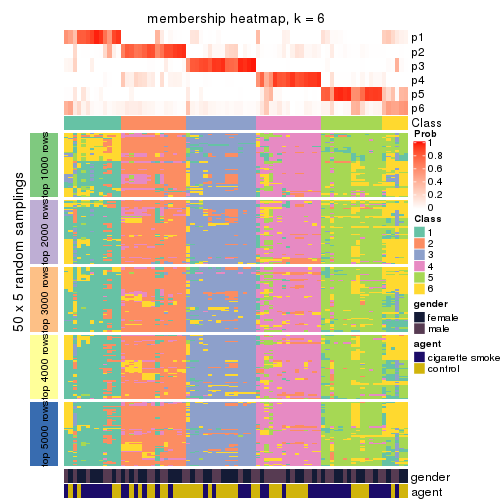 membership heatmap, k = 6
p1
p2
p3
p4
p5
p6
Class
50 x 5 random samplings
top 1000 rows
top 2000 rows
top 3000 rows
top 4000 rows
top 5000 rows
Prob
1
0.8
0.6
0.4
0.2
0
Class
1
2
3
4
5
6
gender
female
male
agent
cigarette smoke
control
gender
agent